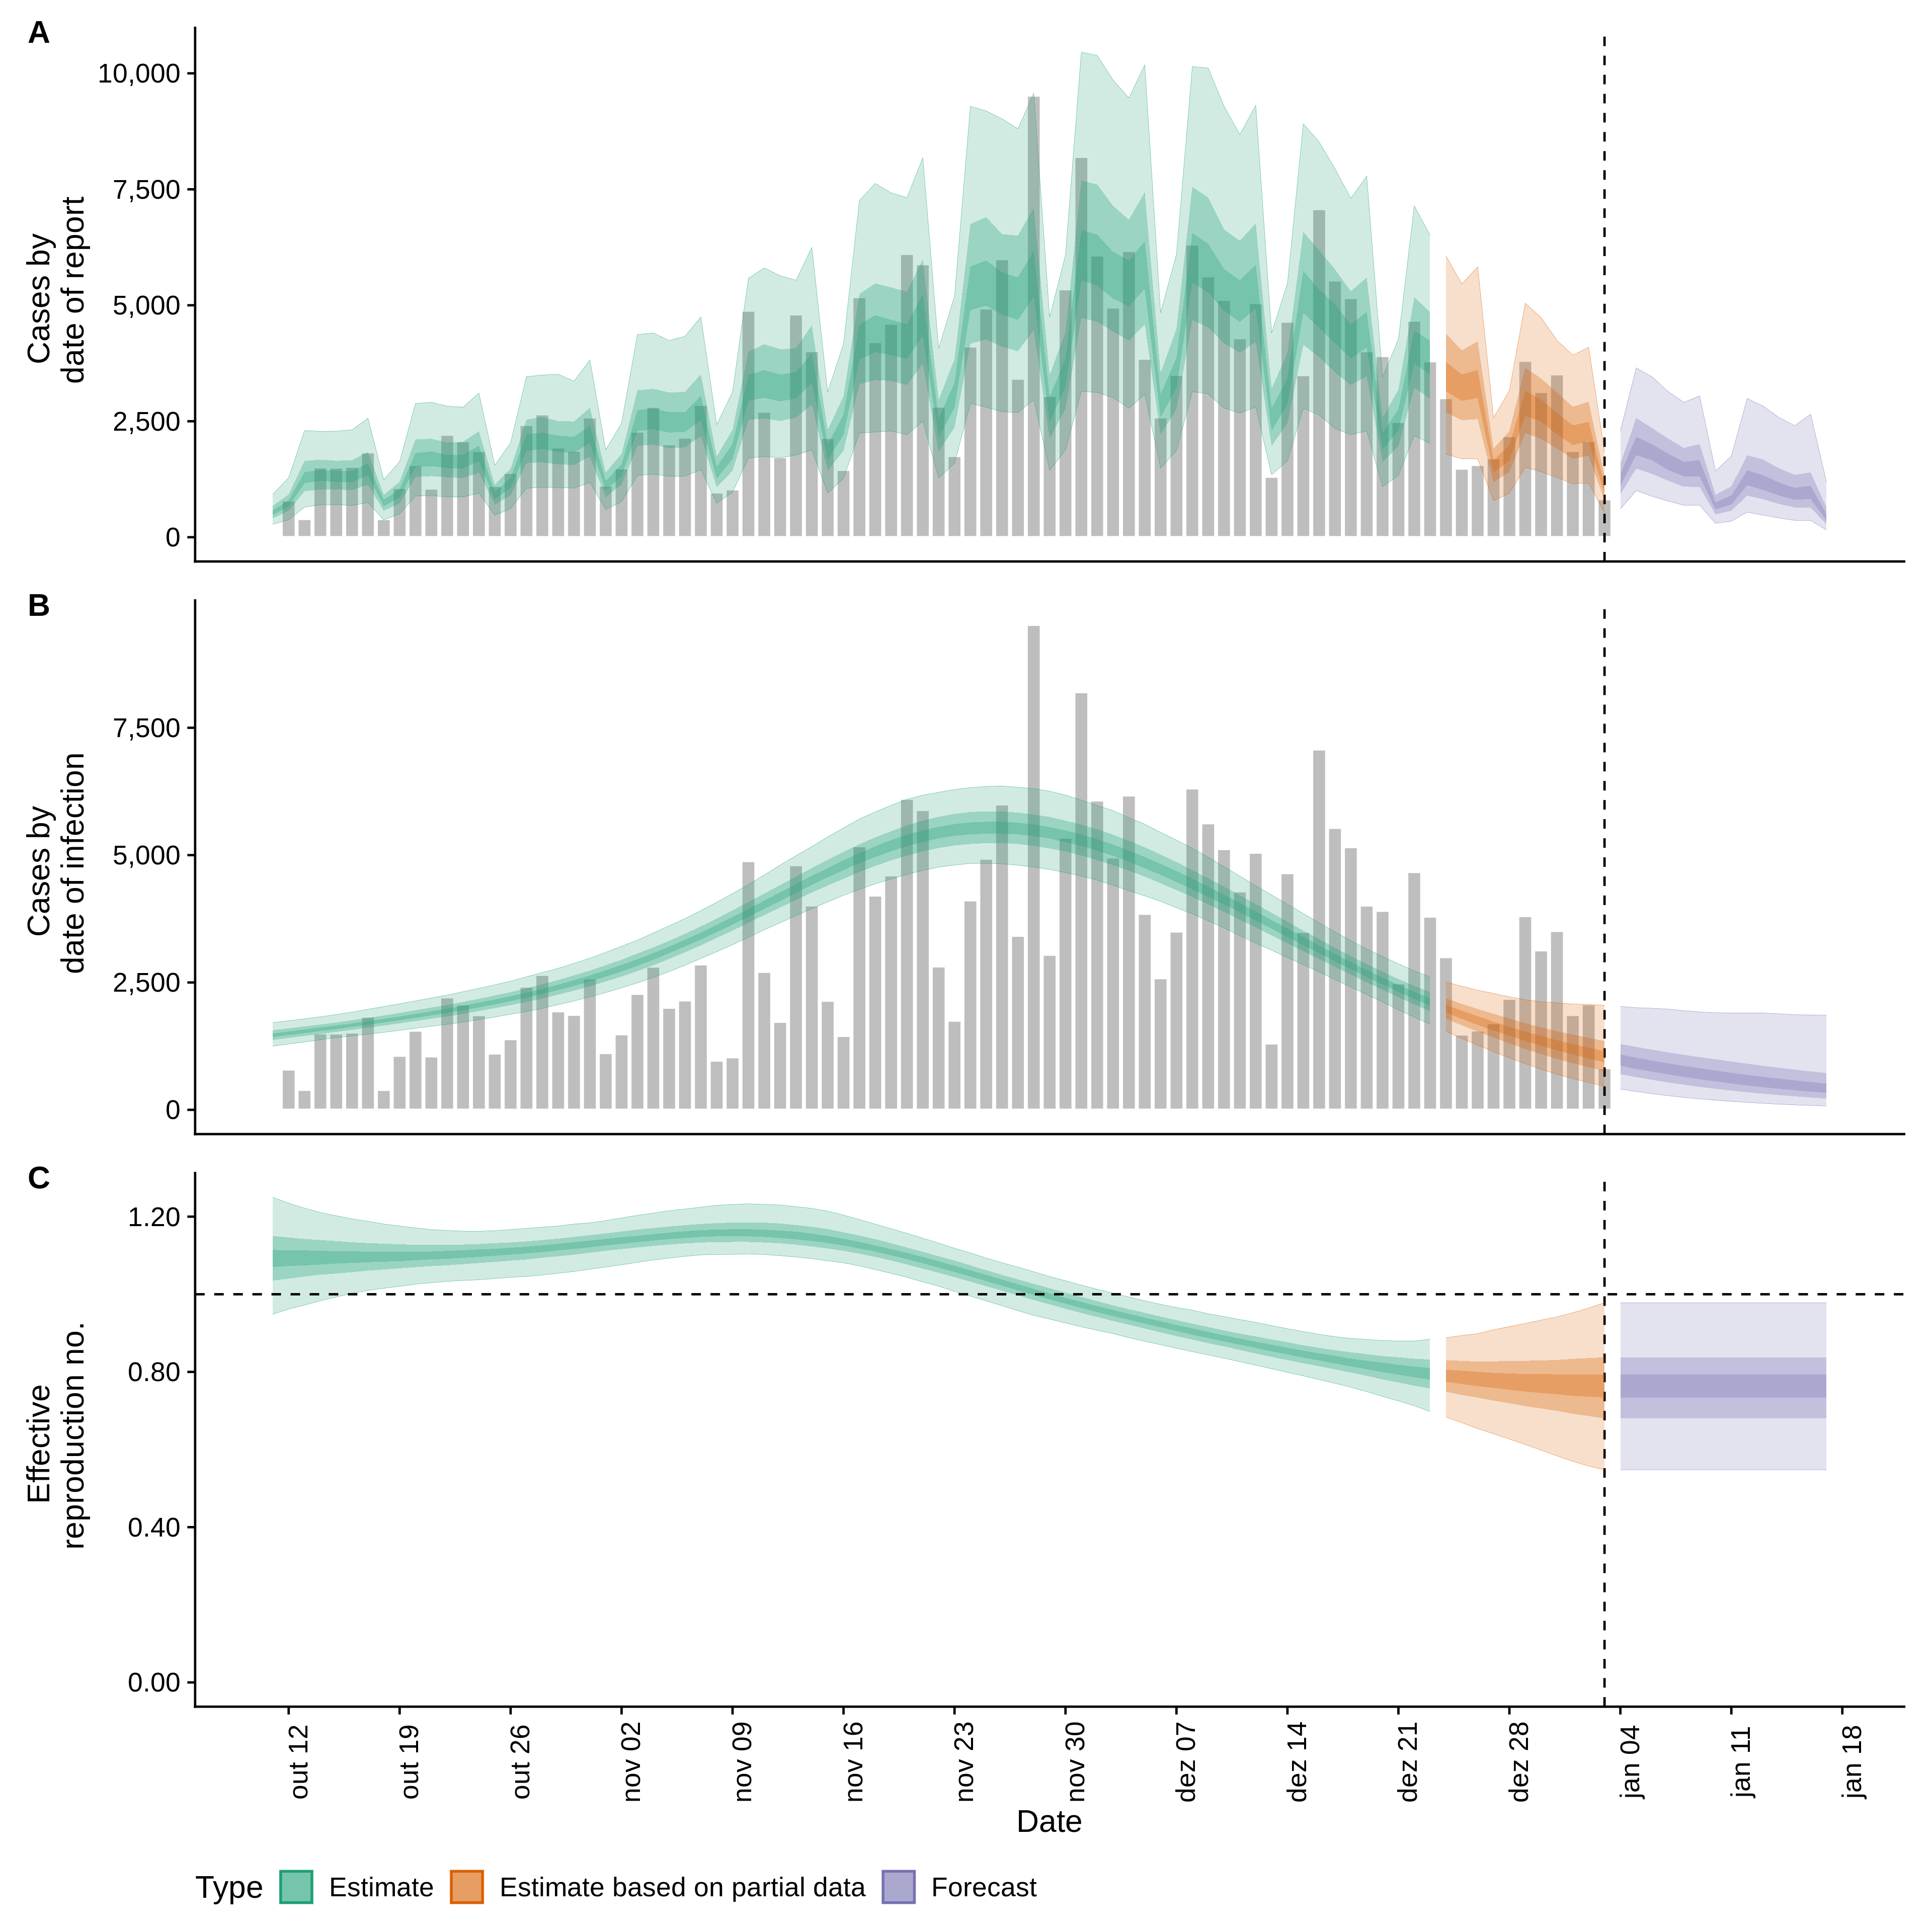 A
10,000
7,500
5,000
2,500
0
Cases by
date of report
B
7,500
5,000
2,500
0
Cases by
date of infection
C
1.20
0.80
0.40
0.00
Effective
reproduction no.
out 12
out 19
out 26
nov 02
nov 09
nov 16
nov 23
nov 30
dez 07
dez 14
dez 21
dez 28
jan 04
jan 11
jan 18
Date
Type Estimate Estimate based on partial data Forecast